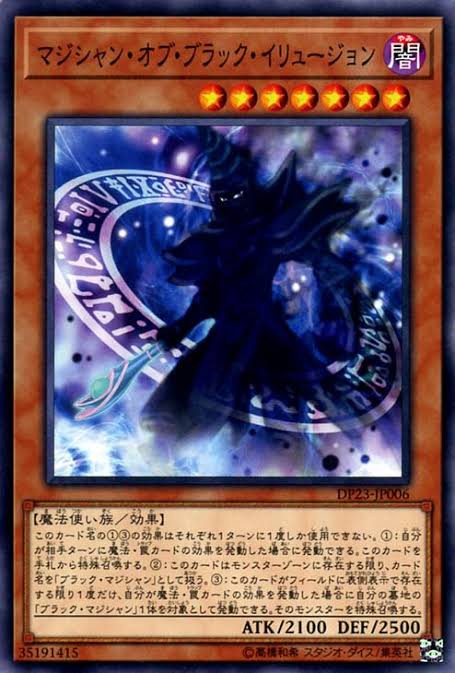 マジシャン・オブ・ブラック・イリュージョン
闇
DP23-JP006
【魔法使い族／効果】
このカード名の①③の効果はそれぞれ1ターンに1度しか使用できない。①：自分
が相手ターンに魔法・罠カードの効果を発動した場合に発動できる。このカードを
手札から特殊召喚する。②：このカードはモンスターゾーンに存在する限り、カード
名を「ブラック・マジシャン」として扱う。③：このカードがフィールドに表側表示で存在
する限り1度だけ、自分が魔法・罠カードの効果を発動した場合に自分の墓地の
「ブラック・マジシャン」1体を対象として発動できる。そのモンスターを特殊召喚する。
ATK/2100 DEF/2500
35191415
©高橋和希 スタジオ・ダイス/集英社